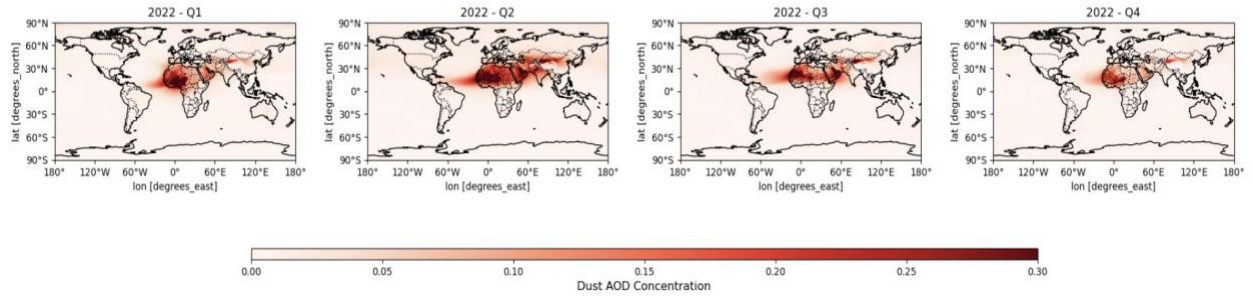 2022 - Q1
90°N
60°N
30°N
0°
30°S
60°S
90°S
lat [degrees_north]
180° 120°W 60°W 0° 60°E 120°E 180°
lon [degrees_east]
2022 - Q2
90°N
60°N
30°N
0°
30°S
60°S
90°S
lat [degrees_north]
180° 120°W 60°W 0° 60°E 120°E 180°
lon [degrees_east]
2022 - Q3
90°N
60°N
30°N
0°
30°S
60°S
90°S
lat [degrees_north]
180° 120°W 60°W 0° 60°E 120°E 180°
lon [degrees_east]
2022 - Q4
90°N
60°N
30°N
0°
30°S
60°S
90°S
lat [degrees_north]
180° 120°W 60°W 0° 60°E 120°E 180°
lon [degrees_east]
0.00 0.05 0.10 0.15 0.20 0.25 0.30
Dust AOD Concentration